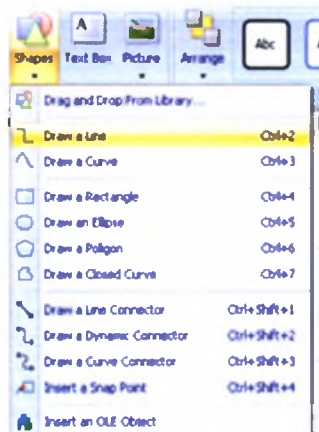 Shapes Text Box Picture Arrange Abc
Drag and Drop From Library...
Draw a Line Ctrl+2
Draw a Curve Ctrl+3
Draw a Rectangle Ctrl+4
Draw an Ellipse Ctrl+5
Draw a Poligon Ctrl+6
Draw a Closed Curve Ctrl+7
Draw a Line Connector Ctrl+Shift+1
Draw a Dynamic Connector Ctrl+Shift+2
Draw a Curve Connector Ctrl+Shift+3
Insert a Snap Point Ctrl+Shift+4
Insert an OLE Object